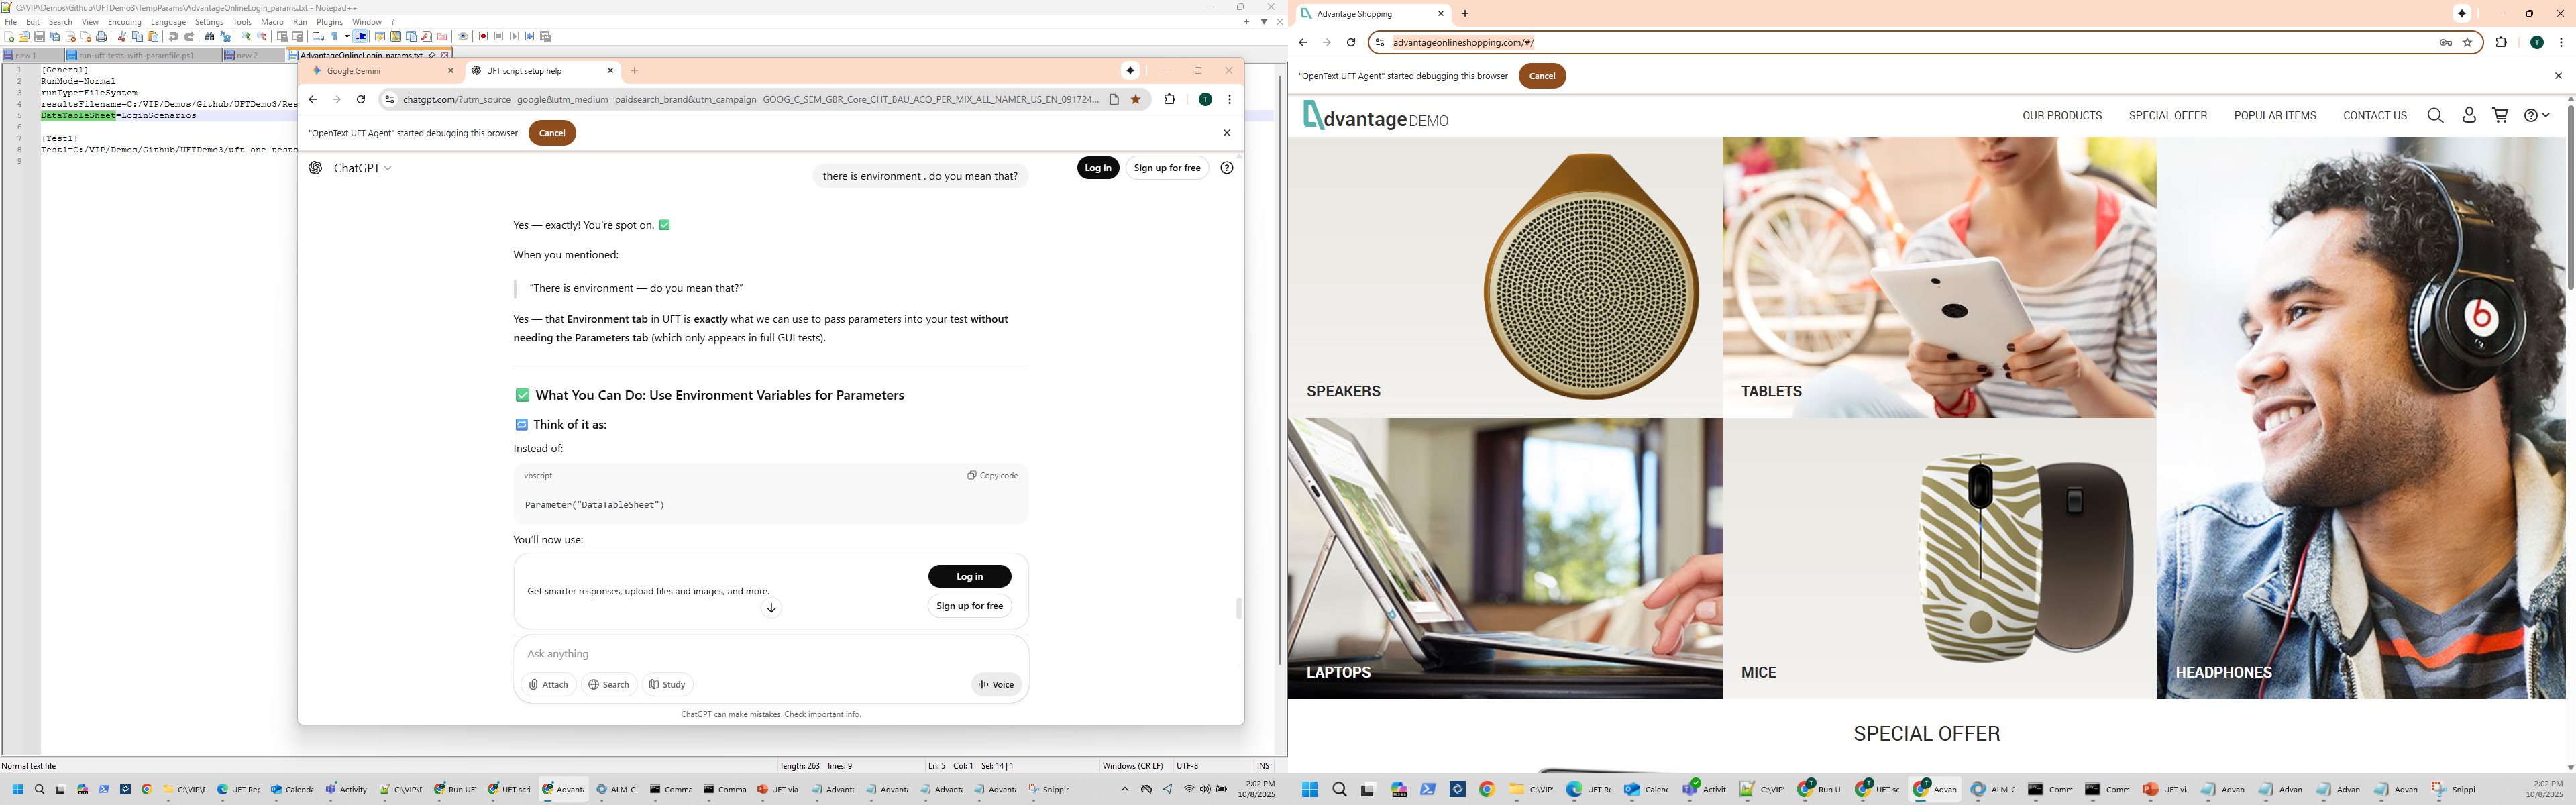 C:\VIP\Demos\Github\UFTDemo3\TempParams\AdvantageOnlineLogin_params.txt - Notepad++
File Edit Search View Encoding Language Settings Tools Macro Run Plugins Window ?
new 1 run-uft-tests-with-paramfile.ps1 new 2 AdvantageOnlineLogin_params.txt
1 [General]
2 RunMode=Normal
3 runType=FileSystem
4 resultsFilename=C:/VIP/Demos/Github/UFTDemo3/Res
5 DataTableSheet=LoginScenarios
6
7 [Test1]
8 Test1=C:/VIP/Demos/Github/UFTDemo3/uft-one-tests
9
Google Gemini UFT script setup help
chatgpt.com/?utm_source=google&utm_medium=paidsearch_brand&utm_campaign=GOOG_C_SEM_GBR_Core_CHT_BAU_ACQ_PER_MIX_ALL_NAMER_US_EN_091724...
T
"OpenText UFT Agent" started debugging this browser Cancel
ChatGPT
Log in Sign up for free
there is environment . do you mean that?
Yes — exactly! You're spot on. ✅
When you mentioned:
"There is environment — do you mean that?"
Yes — that Environment tab in UFT is exactly what we can use to pass parameters into your test without
needing the Parameters tab (which only appears in full GUI tests).
✅ What You Can Do: Use Environment Variables for Parameters
🔁 Think of it as:
Instead of:
vbscript Copy code
Parameter("DataTableSheet")
You'll now use:
Get smarter responses, upload files and images, and more.
Log in
Sign up for free
Ask anything
Attach Search Study Voice
ChatGPT can make mistakes. Check important info.
Normal text file length: 263 lines: 9 Ln: 5 Col: 1 Sel: 14 | 1 Windows (CR LF) UTF-8 INS
C:\VIP\I UFT Rep Calenda Activity C:\VIP\I Run UF UFT scri Advanta ALM-Cl Comma Comma UFT via Advanta Advanta Advanta Advanta Snippir
2:02 PM
10/8/2025
Advantage Shopping
advantageonlineshopping.com/#/
T
"OpenText UFT Agent" started debugging this browser Cancel
dvantage DEMO
OUR PRODUCTS SPECIAL OFFER POPULAR ITEMS CONTACT US
SPEAKERS
TABLETS
LAPTOPS
MICE
HEADPHONES
SPECIAL OFFER
C:\VIP' UFT Re Calenc Activit C:\VIP' Run U UFT sc Advan ALM-C Comm Comm UFT vi Advan Advan Advan Advan Snippi
2:02 PM
10/8/2025